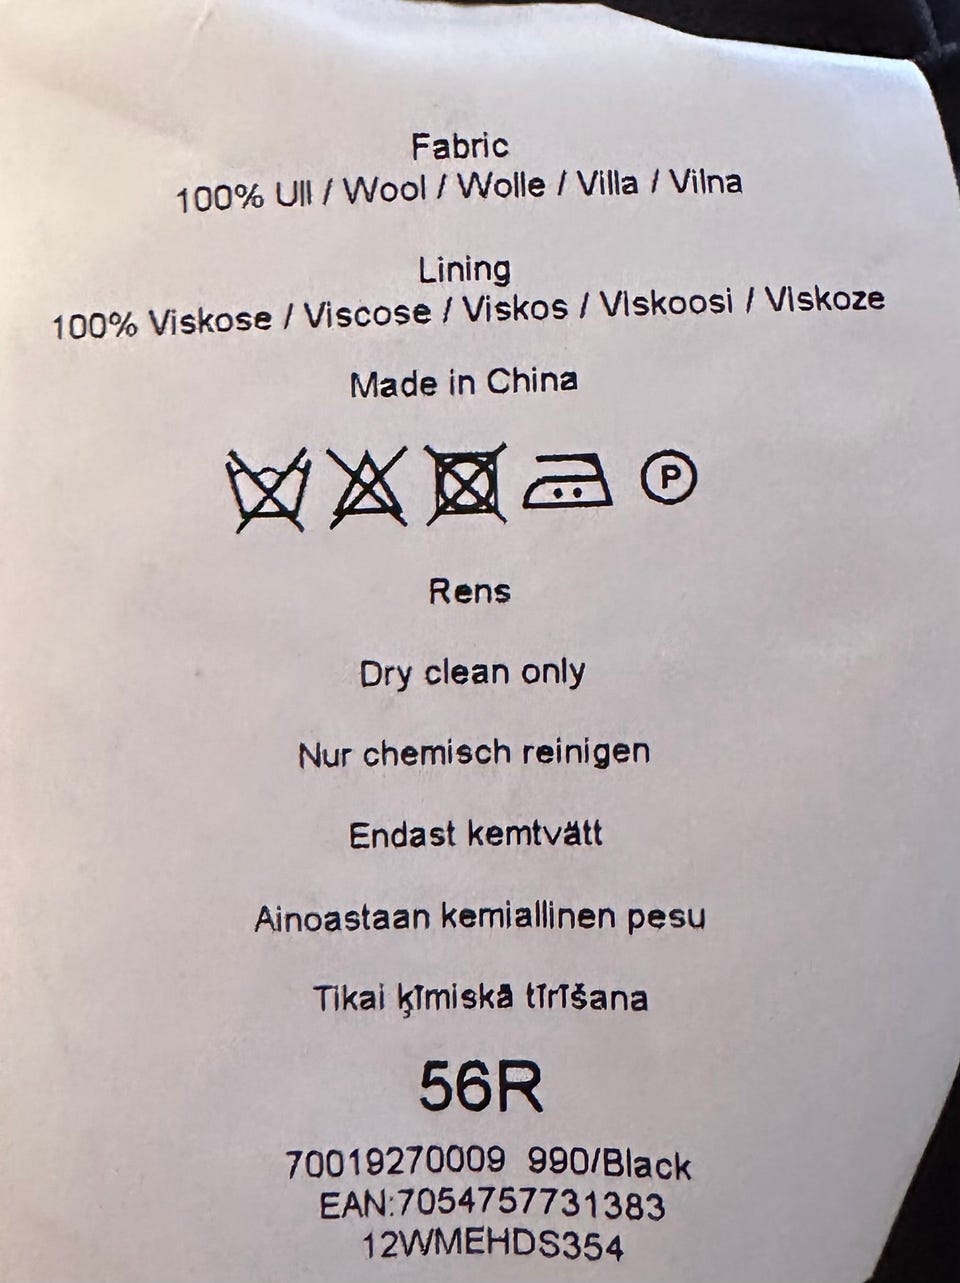 Fabric
100% Ull / Wool / Wolle / Villa / Vilna
Lining
100% Viskose / Viscose / Viskos / Viskoosi / Viskoze
Made in China
P
Rens
Dry clean only
Nur chemisch reinigen
Endast kemtvätt
Ainoastaan kemiallinen pesu
Tikai ķīmiskā tīrīšana
56R
70019270009 990/Black
EAN:7054757731383
12WMEHDS354